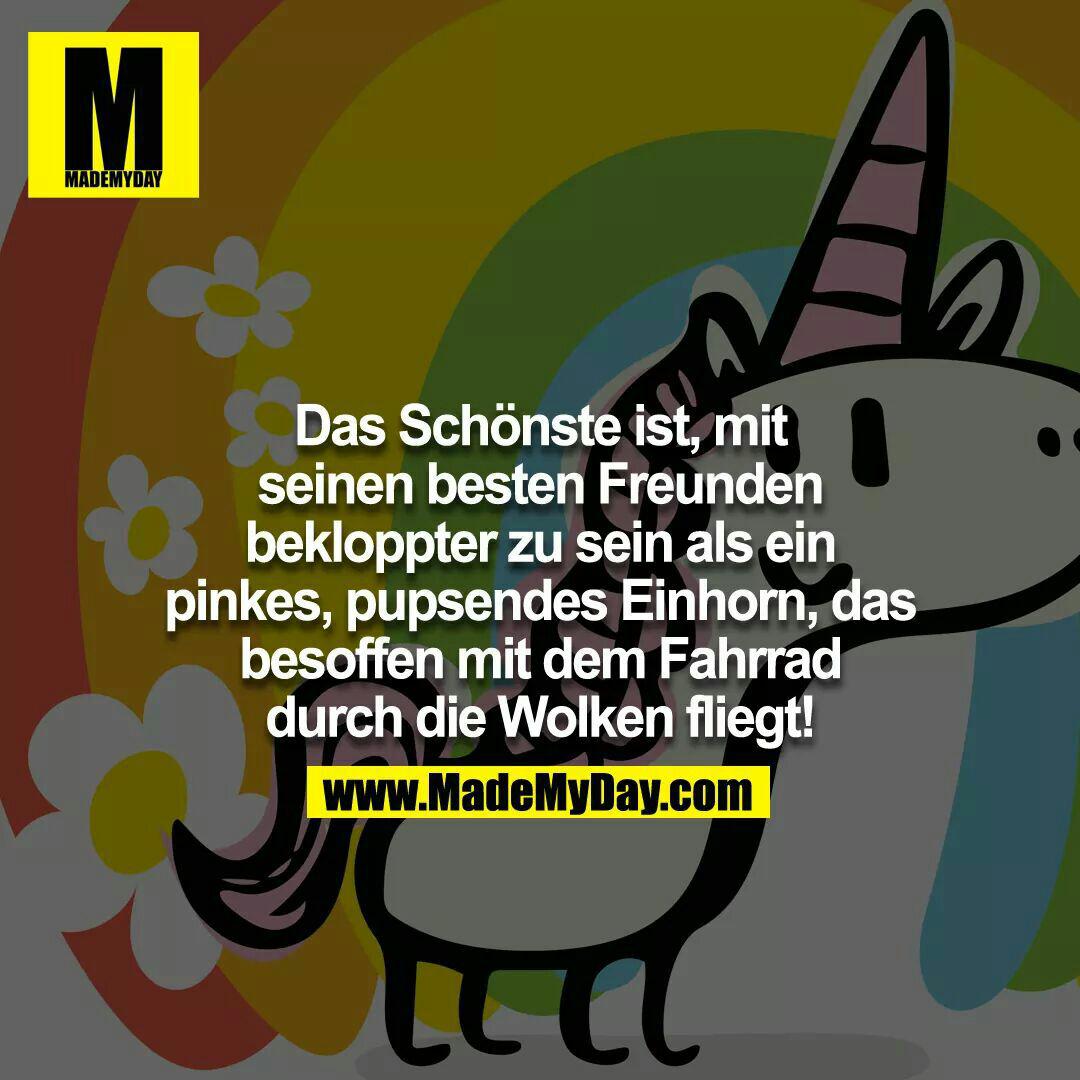 M
MADEMYDAY
Das Schönste ist, mit
seinen besten Freunden
bekloppter zu sein als ein
pinkes, pupsendes Einhorn, das
besoffen mit dem Fahrrad
durch die Wolken fliegt!
www.MadeMyDay.com